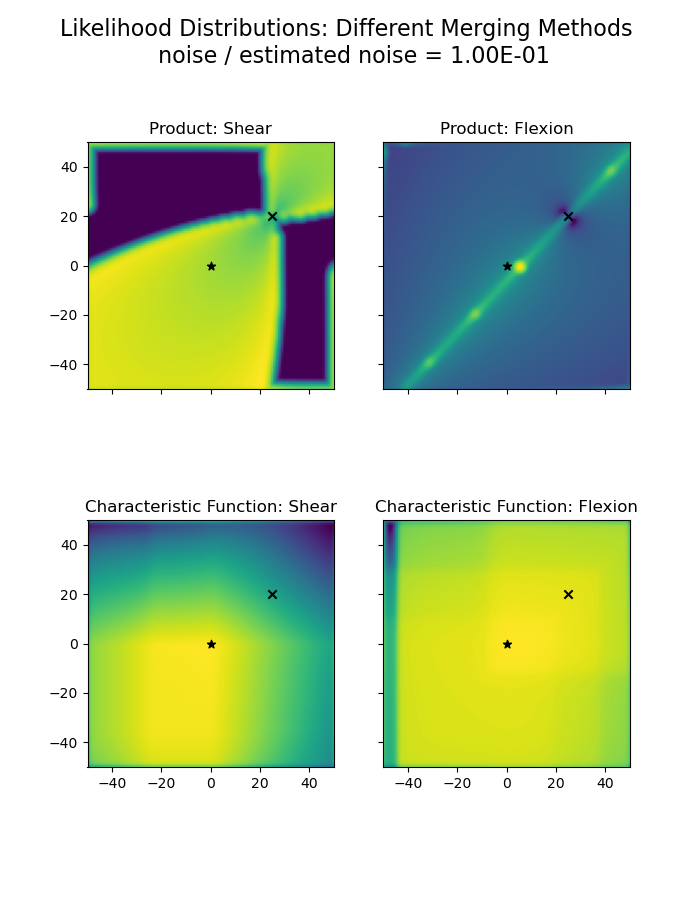 Likelihood Distributions: Different Merging Methods
noise / estimated noise = 1.00E-01
Product: Shear
Product: Flexion
40
20
0
−20
−40
Characteristic Function: Shear
Characteristic Function: Flexion
40
20
0
−20
−40
−40 −20 0 20 40
−40 −20 0 20 40